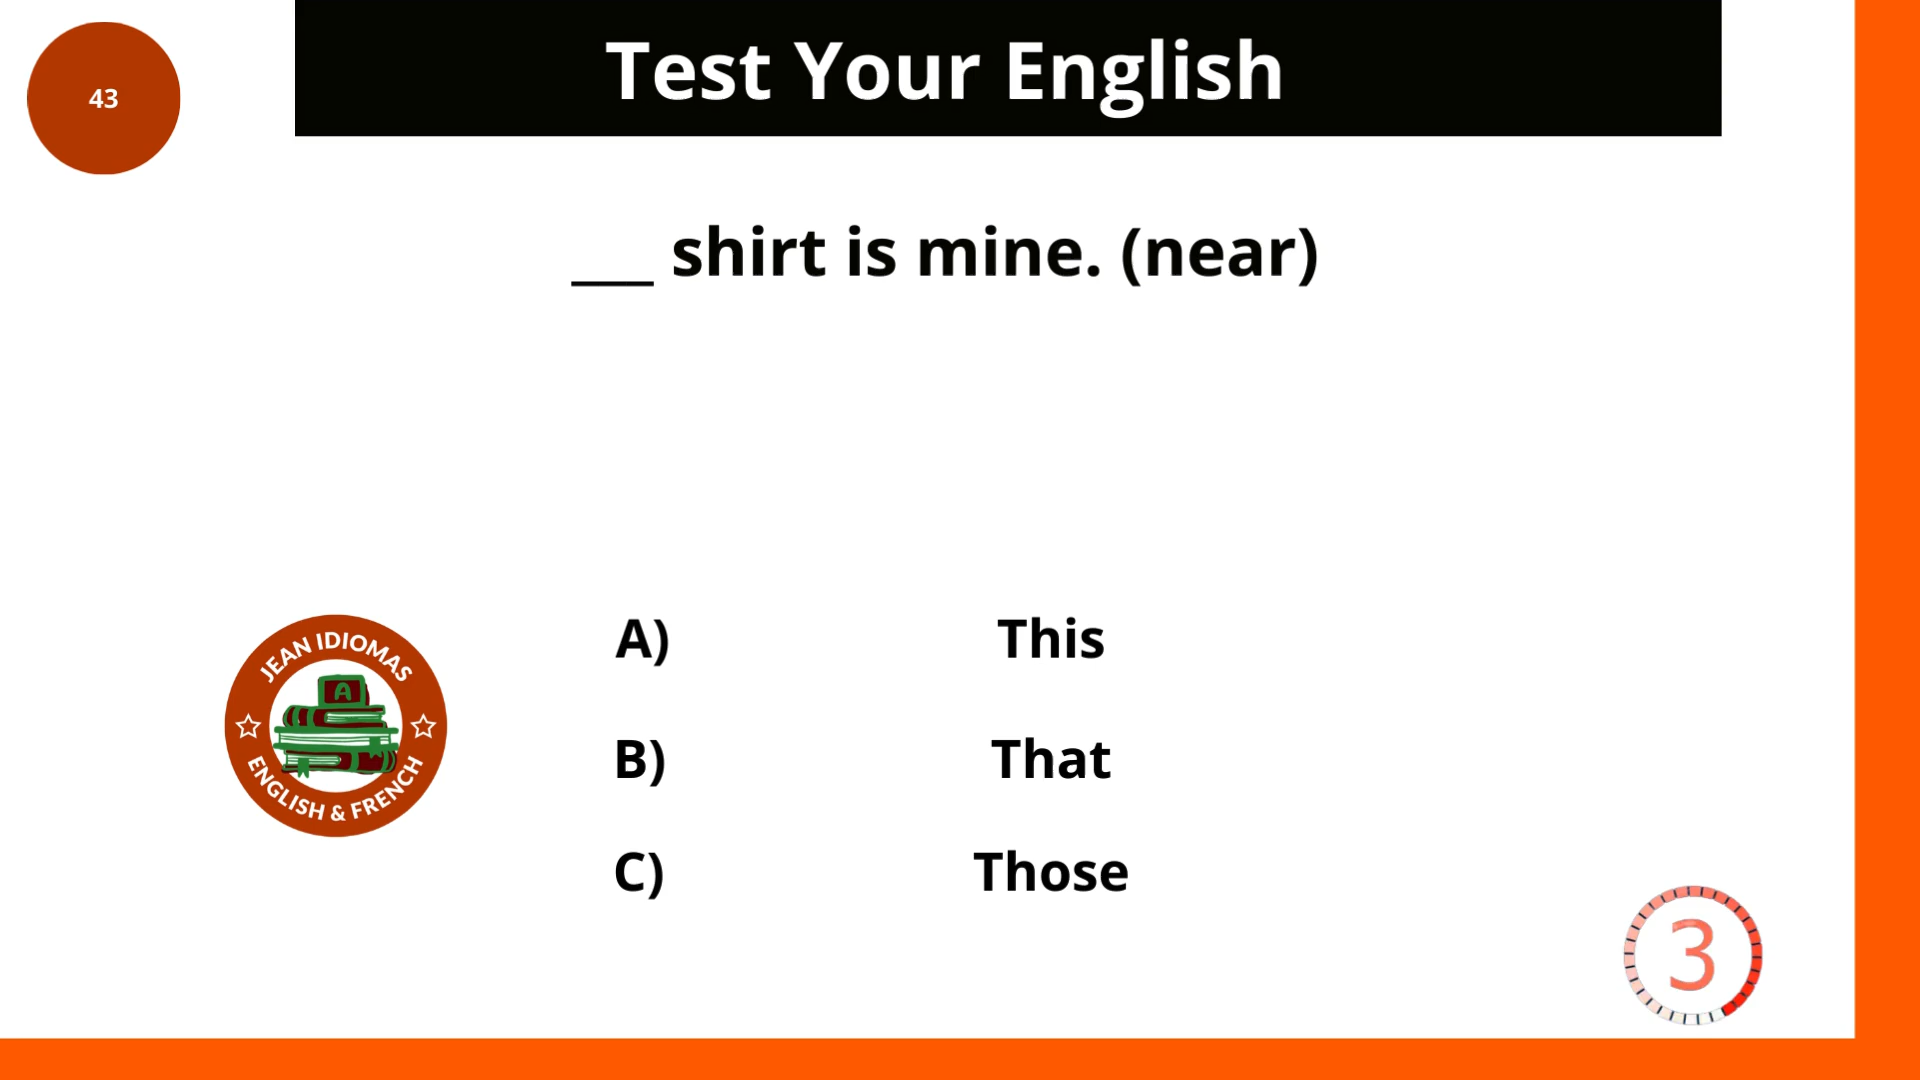 43
Test Your English
___ shirt is mine. (near)
A) This
B) That
C) Those
JEAN IDIOMAS
A
ENGLISH & FRENCH
3